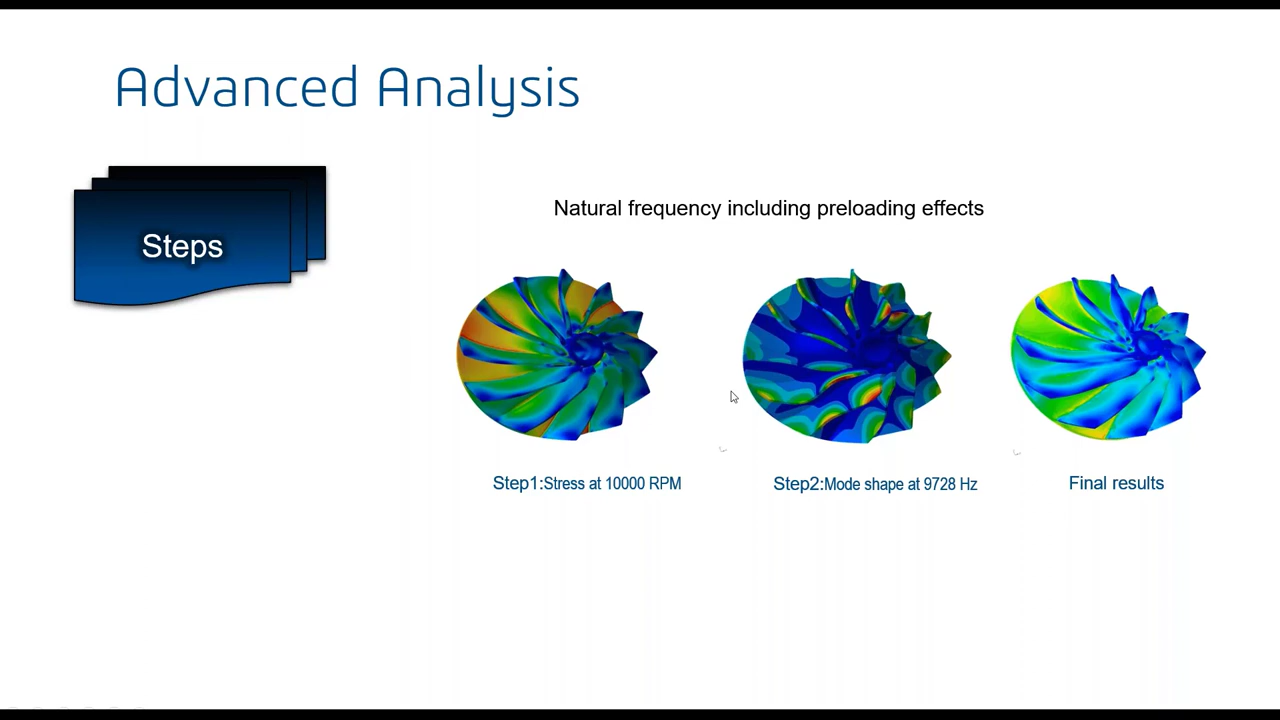 Advanced Analysis
Steps
Natural frequency including preloading effects
Step1:Stress at 10000 RPM
Step2:Mode shape at 9728 Hz
Final results